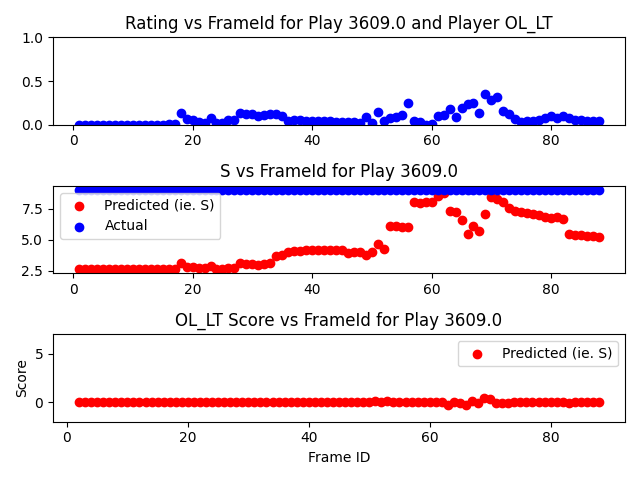 Rating vs FrameId for Play 3609.0 and Player OL_LT
1.0
0.5
0.0
0 20 40 60 80
S vs FrameId for Play 3609.0
7.5
5.0
2.5
Predicted (ie. S)
Actual
0 20 40 60 80
OL_LT Score vs FrameId for Play 3609.0
Score
5
0
Predicted (ie. S)
0 20 40 60 80
Frame ID